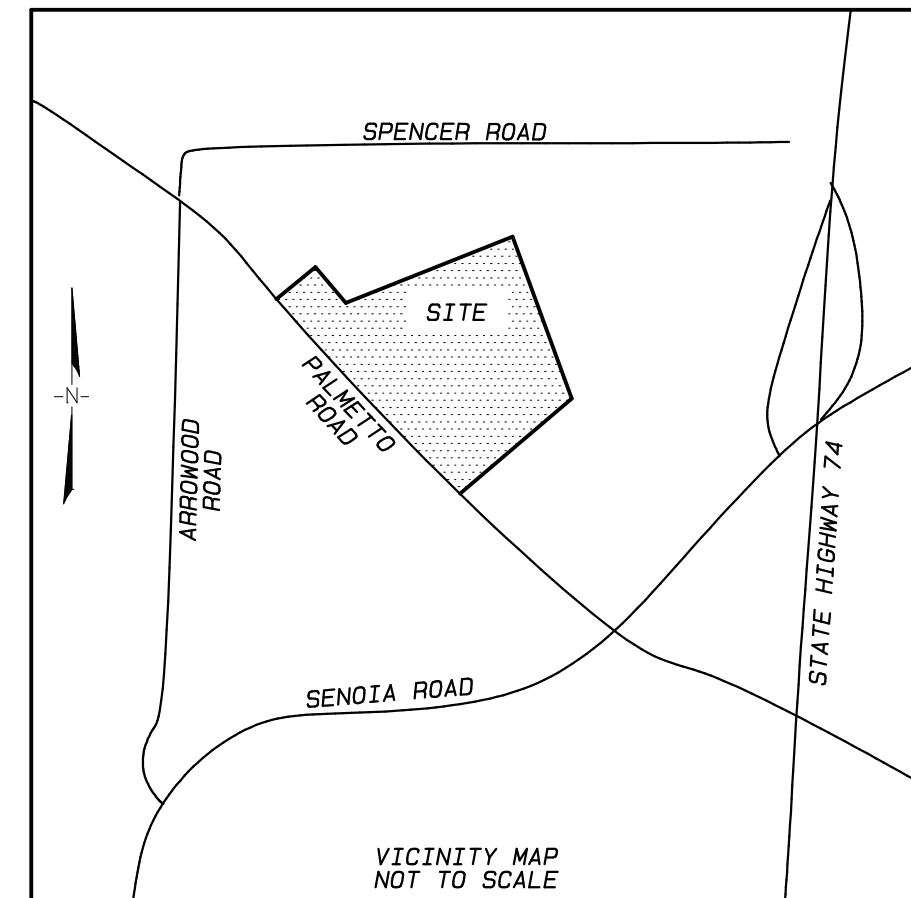 SPENCER ROAD
SITE
PALMETTO
ROAD
-N-
ARROWOOD
ROAD
STATE HIGHWAY 74
SENOIA ROAD
VICINITY MAP
NOT TO SCALE